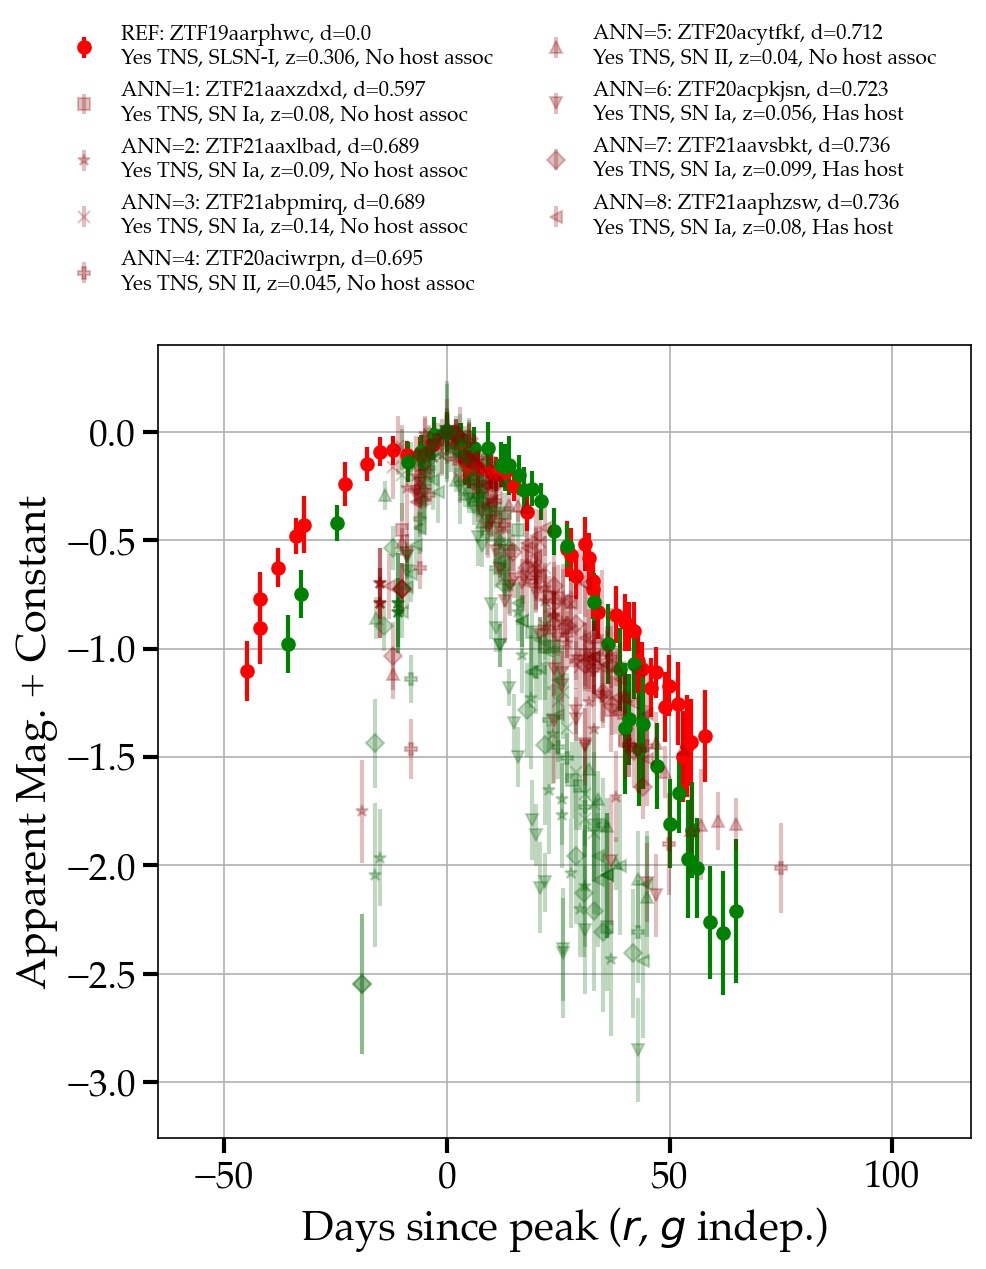 REF: ZTF19aarphwc, d=0.0
Yes TNS, SLSN-I, z=0.306, No host assoc
ANN=1: ZTF21aaxzdxd, d=0.597
Yes TNS, SN Ia, z=0.08, No host assoc
ANN=2: ZTF21aaxlbad, d=0.689
Yes TNS, SN Ia, z=0.09, No host assoc
ANN=3: ZTF21abpmirq, d=0.689
Yes TNS, SN Ia, z=0.14, No host assoc
ANN=4: ZTF20aciwrpn, d=0.695
Yes TNS, SN II, z=0.045, No host assoc
ANN=5: ZTF20acytfkf, d=0.712
Yes TNS, SN II, z=0.04, No host assoc
ANN=6: ZTF20acpkjsn, d=0.723
Yes TNS, SN Ia, z=0.056, Has host
ANN=7: ZTF21aavsbkt, d=0.736
Yes TNS, SN Ia, z=0.099, Has host
ANN=8: ZTF21aaphzsw, d=0.736
Yes TNS, SN Ia, z=0.08, Has host
Apparent Mag. + Constant
0.0
−0.5
−1.0
−1.5
−2.0
−2.5
−3.0
−50
0
50
100
Days since peak (r, g indep.)